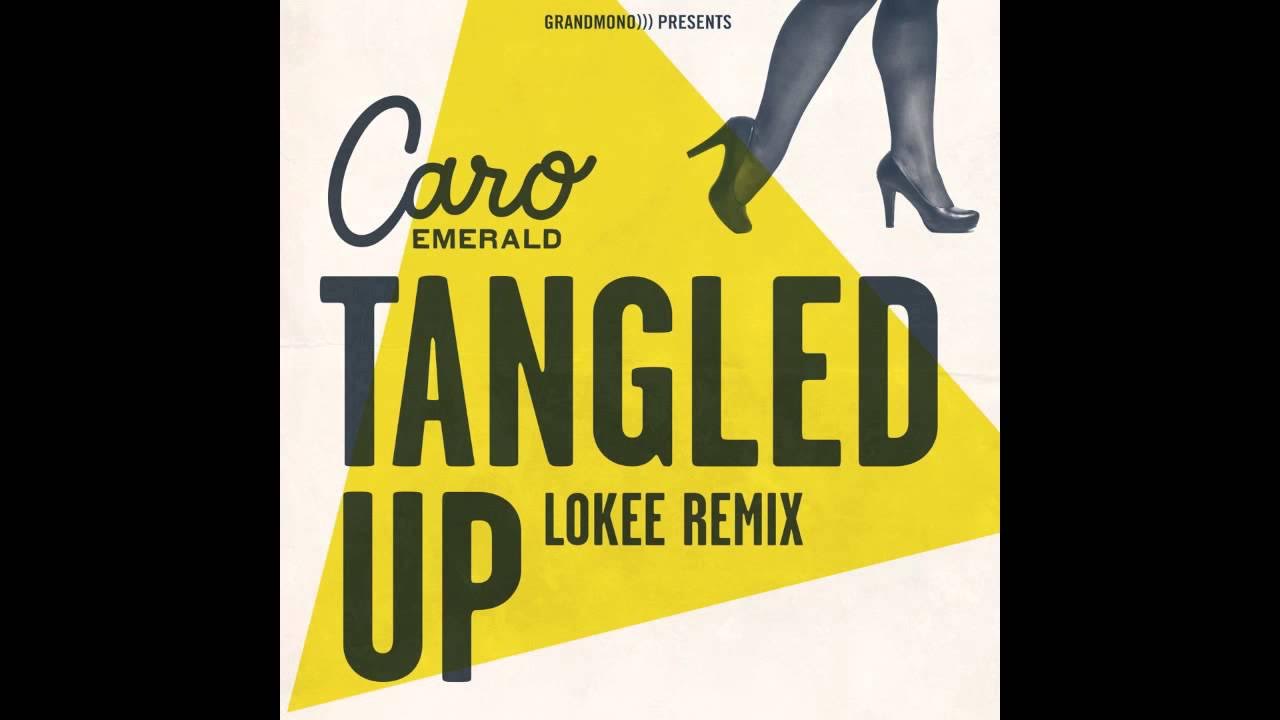 GRANDMONO))) PRESENTS
Caro
EMERALD
TANGLED
UP
LOKEE REMIX